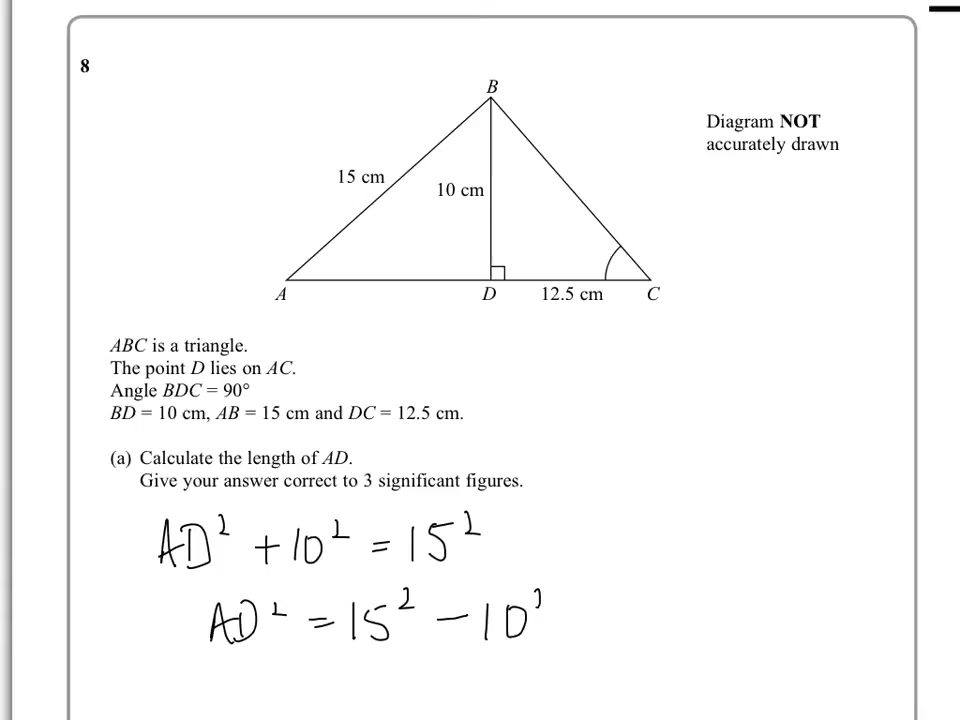 8
B
Diagram NOT
accurately drawn
15 cm
10 cm
A
D
12.5 cm
C
ABC is a triangle.
The point D lies on AC.
Angle BDC = 90°
BD = 10 cm, AB = 15 cm and DC = 12.5 cm.
(a) Calculate the length of AD.
Give your answer correct to 3 significant figures.
AD² + 10² = 15²
AD² = 15² – 10